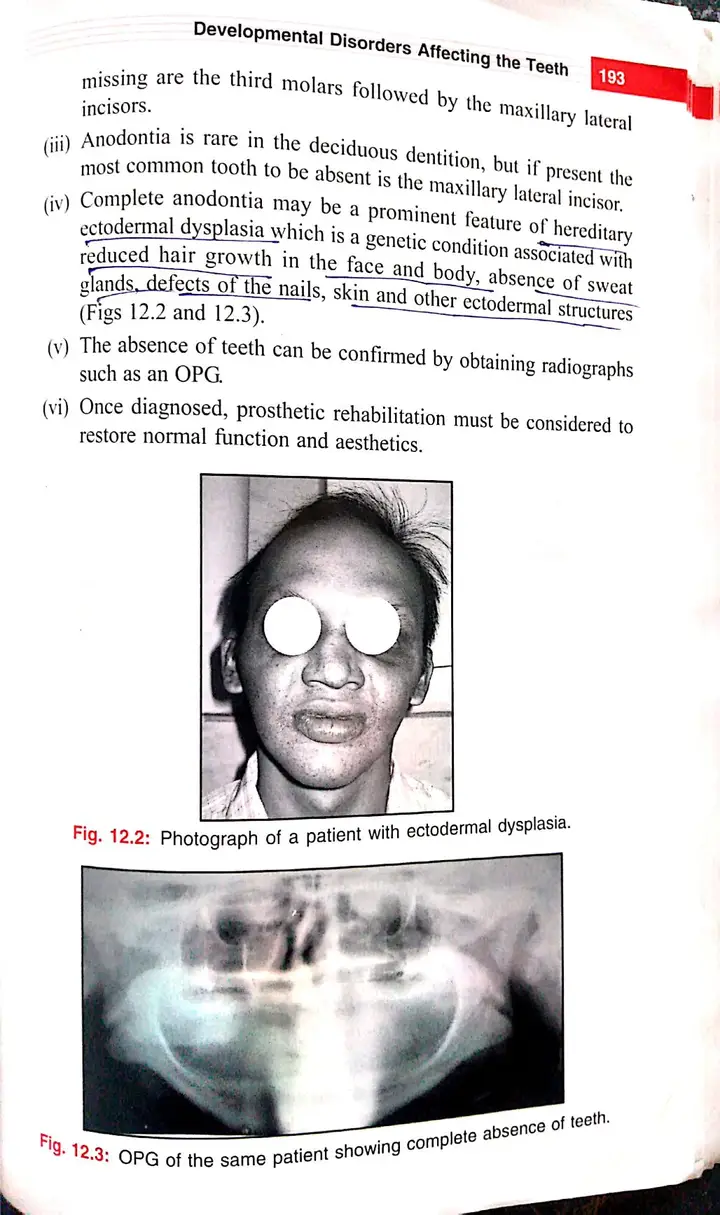 Developmental Disorders Affecting the Teeth 193
missing are the third molars followed by the maxillary lateral
incisors.
(iii) Anodontia is rare in the deciduous dentition, but if present the
most common tooth to be absent is the maxillary lateral incisor.
(iv) Complete anodontia may be a prominent feature of hereditary
ectodermal dysplasia which is a genetic condition associated with
reduced hair growth in the face and body, absence of sweat
glands, defects of the nails, skin and other ectodermal structures
(Figs 12.2 and 12.3).
(v) The absence of teeth can be confirmed by obtaining radiographs
such as an OPG.
(vi) Once diagnosed, prosthetic rehabilitation must be considered to
restore normal function and aesthetics.
Fig. 12.2: Photograph of a patient with ectodermal dysplasia.
Fig. 12.3: OPG of the same patient showing complete absence of teeth.